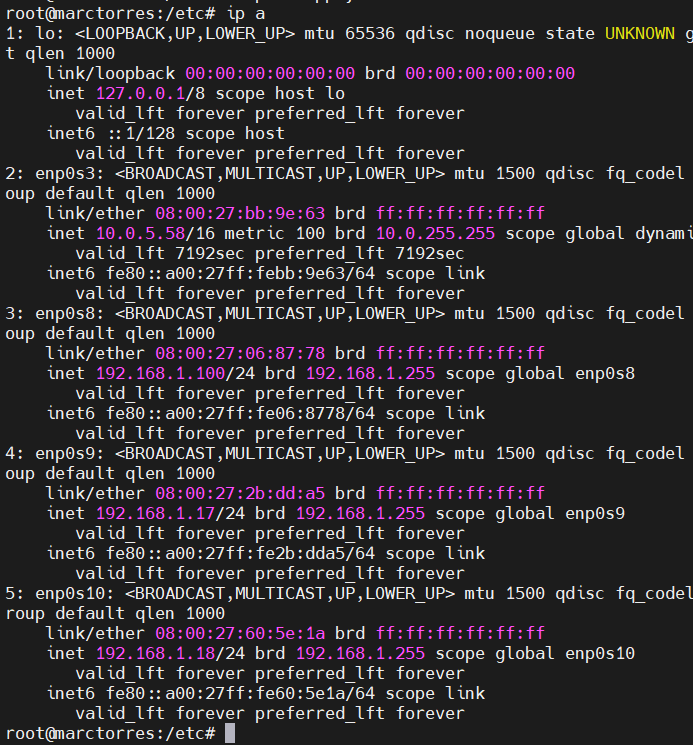 root@marctorres:/etc# ip a
1: lo: <LOOPBACK,UP,LOWER_UP> mtu 65536 qdisc noqueue state UNKNOWN g
t qlen 1000
    link/loopback 00:00:00:00:00:00 brd 00:00:00:00:00:00
    inet 127.0.0.1/8 scope host lo
       valid_lft forever preferred_lft forever
    inet6 ::1/128 scope host
       valid_lft forever preferred_lft forever
2: enp0s3: <BROADCAST,MULTICAST,UP,LOWER_UP> mtu 1500 qdisc fq_codel
oup default qlen 1000
    link/ether 08:00:27:bb:9e:63 brd ff:ff:ff:ff:ff:ff
    inet 10.0.5.58/16 metric 100 brd 10.0.255.255 scope global dynami
       valid_lft 7192sec preferred_lft 7192sec
    inet6 fe80::a00:27ff:febb:9e63/64 scope link
       valid_lft forever preferred_lft forever
3: enp0s8: <BROADCAST,MULTICAST,UP,LOWER_UP> mtu 1500 qdisc fq_codel
oup default qlen 1000
    link/ether 08:00:27:06:87:78 brd ff:ff:ff:ff:ff:ff
    inet 192.168.1.100/24 brd 192.168.1.255 scope global enp0s8
       valid_lft forever preferred_lft forever
    inet6 fe80::a00:27ff:fe06:8778/64 scope link
       valid_lft forever preferred_lft forever
4: enp0s9: <BROADCAST,MULTICAST,UP,LOWER_UP> mtu 1500 qdisc fq_codel
oup default qlen 1000
    link/ether 08:00:27:2b:dd:a5 brd ff:ff:ff:ff:ff:ff
    inet 192.168.1.17/24 brd 192.168.1.255 scope global enp0s9
       valid_lft forever preferred_lft forever
    inet6 fe80::a00:27ff:fe2b:dda5/64 scope link
       valid_lft forever preferred_lft forever
5: enp0s10: <BROADCAST,MULTICAST,UP,LOWER_UP> mtu 1500 qdisc fq_codel
roup default qlen 1000
    link/ether 08:00:27:60:5e:1a brd ff:ff:ff:ff:ff:ff
    inet 192.168.1.18/24 brd 192.168.1.255 scope global enp0s10
       valid_lft forever preferred_lft forever
    inet6 fe80::a00:27ff:fe60:5e1a/64 scope link
       valid_lft forever preferred_lft forever
root@marctorres:/etc#